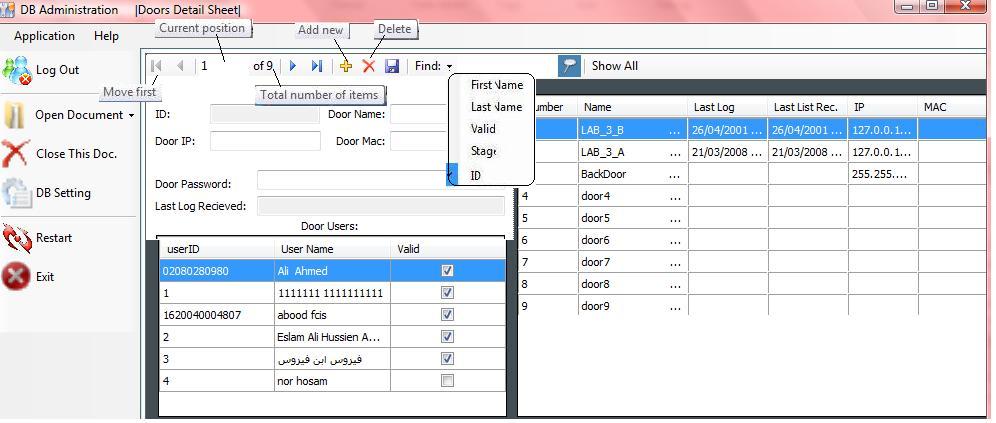 DB Administration |Doors Detail Sheet|
Application Help
Current position
Add new
Delete
Log Out
1 of 9 Find:
Show All
Move first
Total number of items
First Name
Last Name
Valid
Stage
ID
Open Document
Close This Doc.
DB Setting
Restart
Exit
ID: Door Name:
Door IP: Door Mac:
Door Password:
Last Log Recieved:
Door Users:
userID User Name Valid
02080280980 Ali Ahmed
1 1111111 1111111111
1620040004807 abood fcis
2 Eslam Ali Hussien A...
3 فيروس ابن فيروس
4 nor hosam
umber Name Last Log Last List Rec. IP MAC
LAB_3_B ... 26/04/2001 ... 26/04/2001 ... 127.0.0.1...
LAB_3_A ... 21/03/2008 ... 21/03/2008 ... 127.0.0.1...
BackDoor ... 255.255....
4 door4 ...
5 door5 ...
6 door6 ...
7 door7 ...
8 door8 ...
9 door9 ...